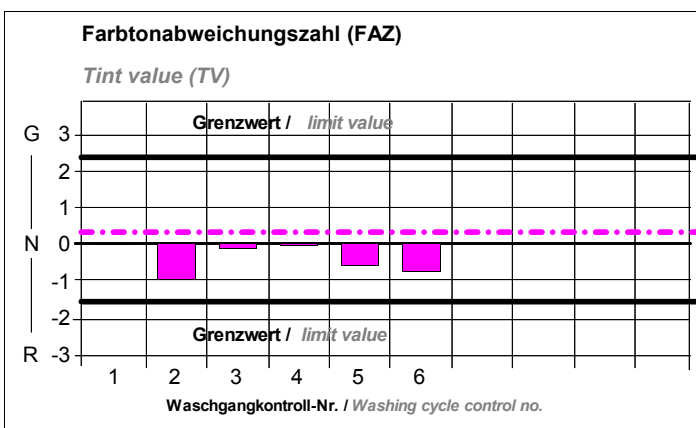 Farbtonabweichungszahl (FAZ)
Tint value (TV)
Grenzwert / limit value
G 3
2
1
N 0
-1
-2
Grenzwert / limit value
R -3
1 2 3 4 5 6
Waschgangkontroll-Nr. / Washing cycle control no.